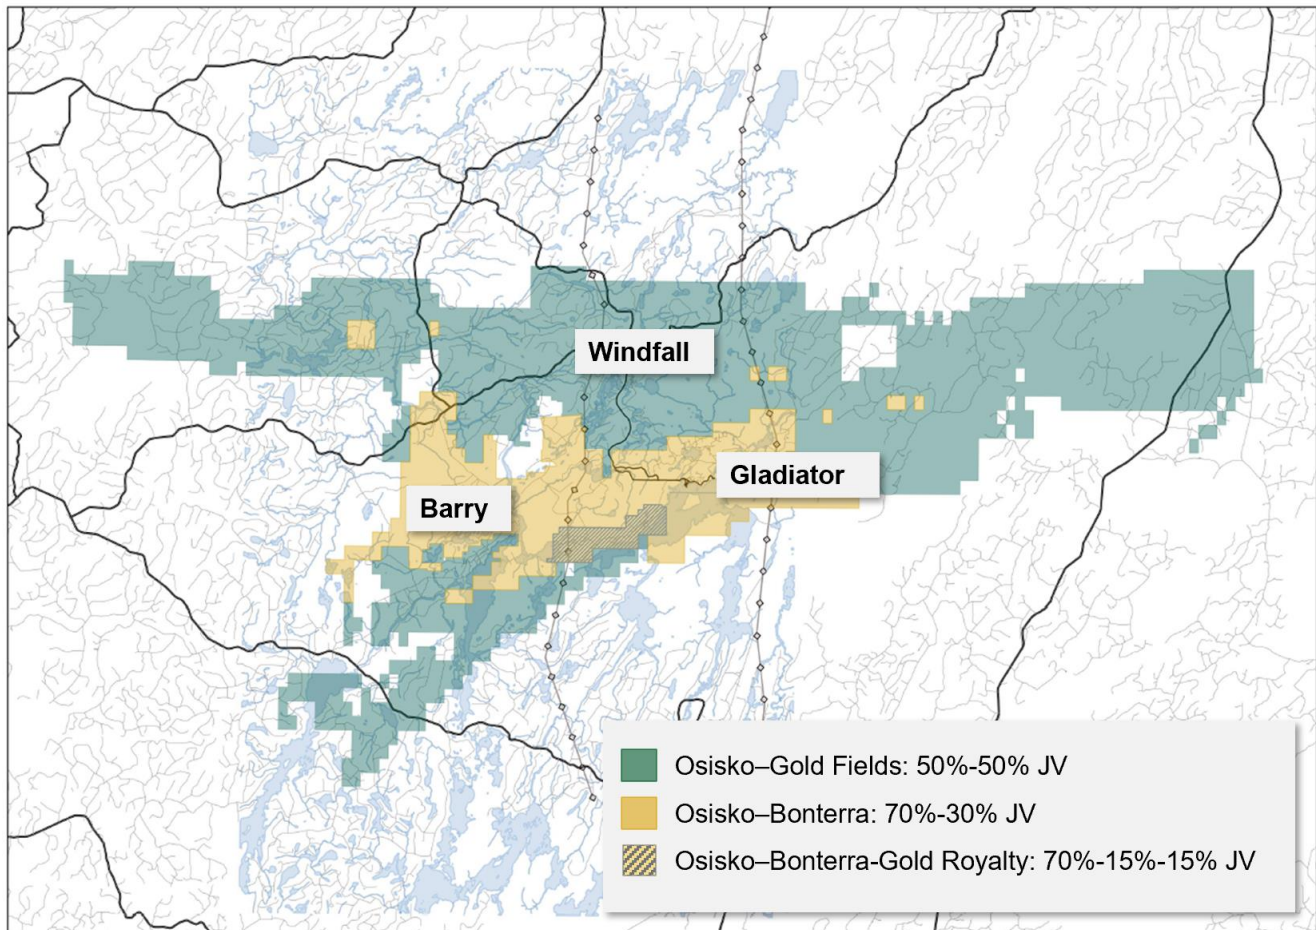 Windfall
Gladiator
Barry
Osisko–Gold Fields: 50%-50% JV
Osisko–Bonterra: 70%-30% JV
Osisko–Bonterra-Gold Royalty: 70%-15%-15% JV